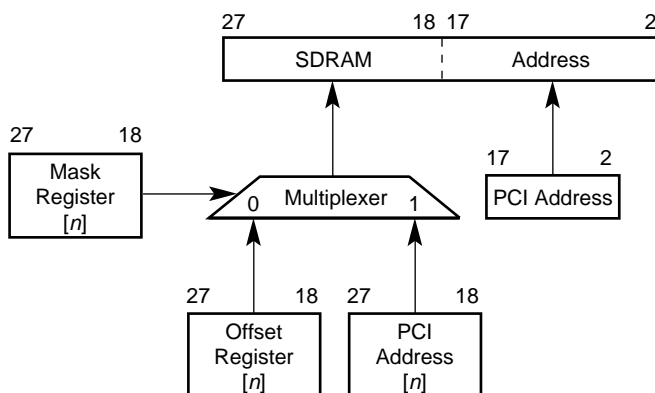 27 18 17 2
SDRAM Address
27 18
Mask
Register
[n]
Multiplexer
0 1
17 2
PCI Address
27 18
Offset
Register
[n]
27 18
PCI
Address
[n]